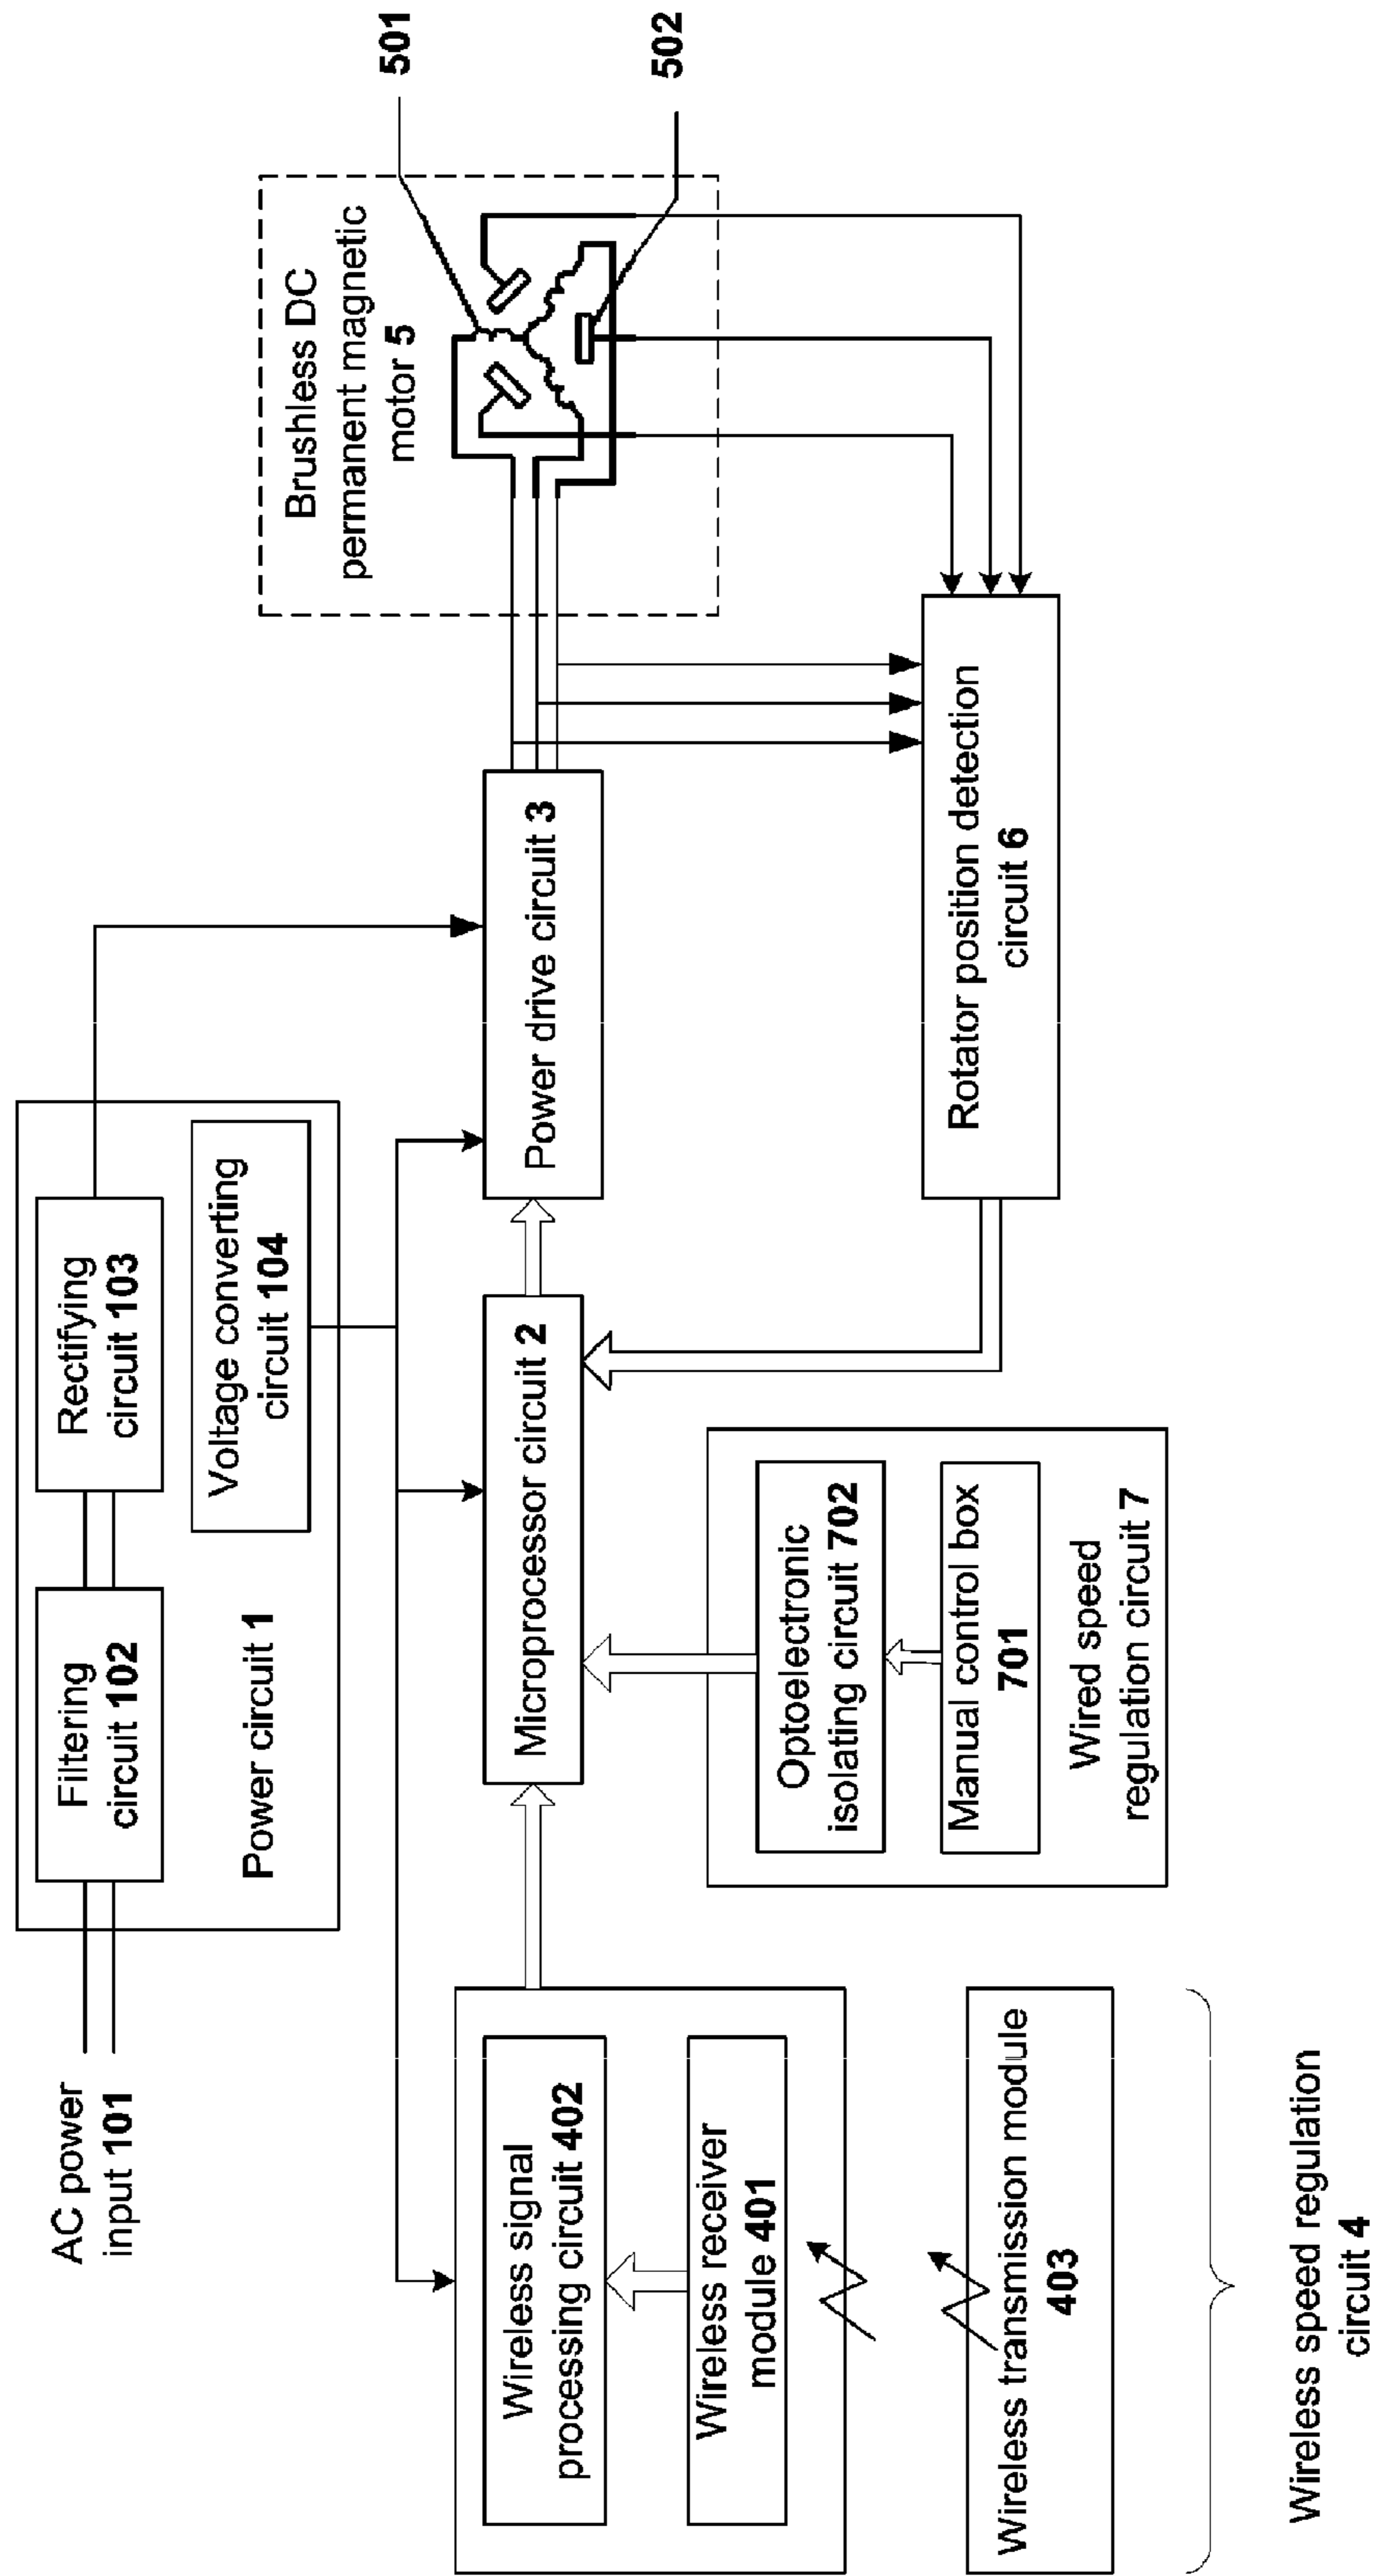 AC power
input 101
Filtering
circuit 102
Rectifying
circuit 103
Power circuit 1
Voltage converting
circuit 104
Brushless DC
permanent magnetic
motor 5
501
502
Wireless signal
processing circuit 402
Wireless receiver
module 401
Microprocessor circuit 2
Power drive circuit 3
Optoelectronic
isolating circuit 702
Manual control box
701
Wired speed
regulation circuit 7
Rotator position detection
circuit 6
Wireless transmission module
403
Wireless speed regulation
circuit 4